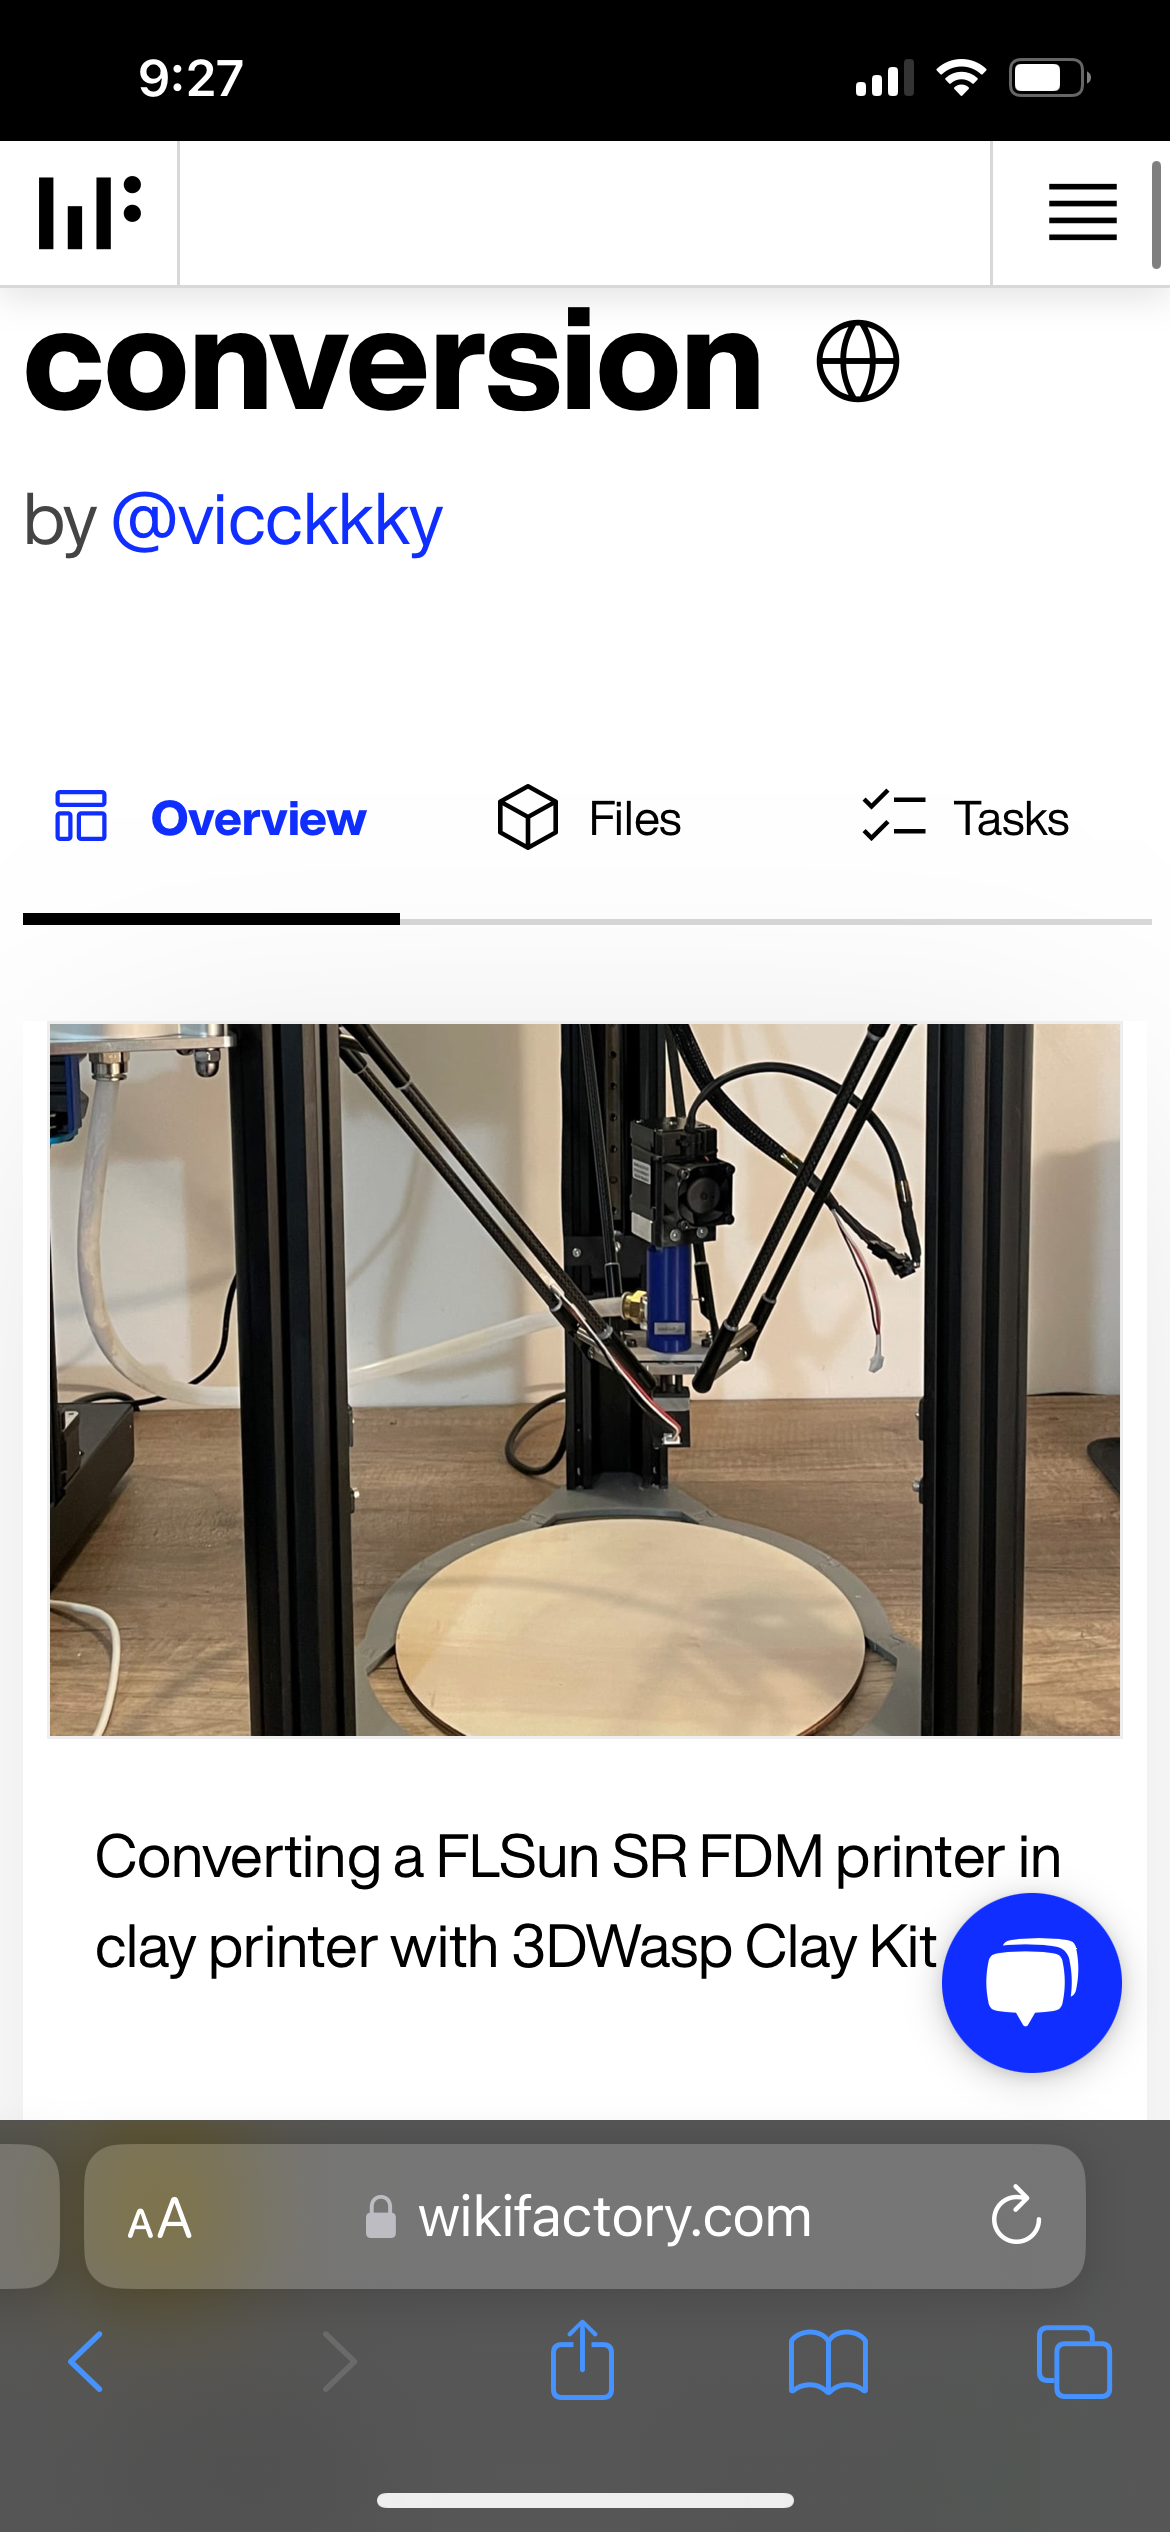 9:27
conversion
by @vicckkky
Overview
Files
Tasks
Converting a FLSun SR FDM printer in
clay printer with 3DWasp Clay Kit
AA
wikifactory.com